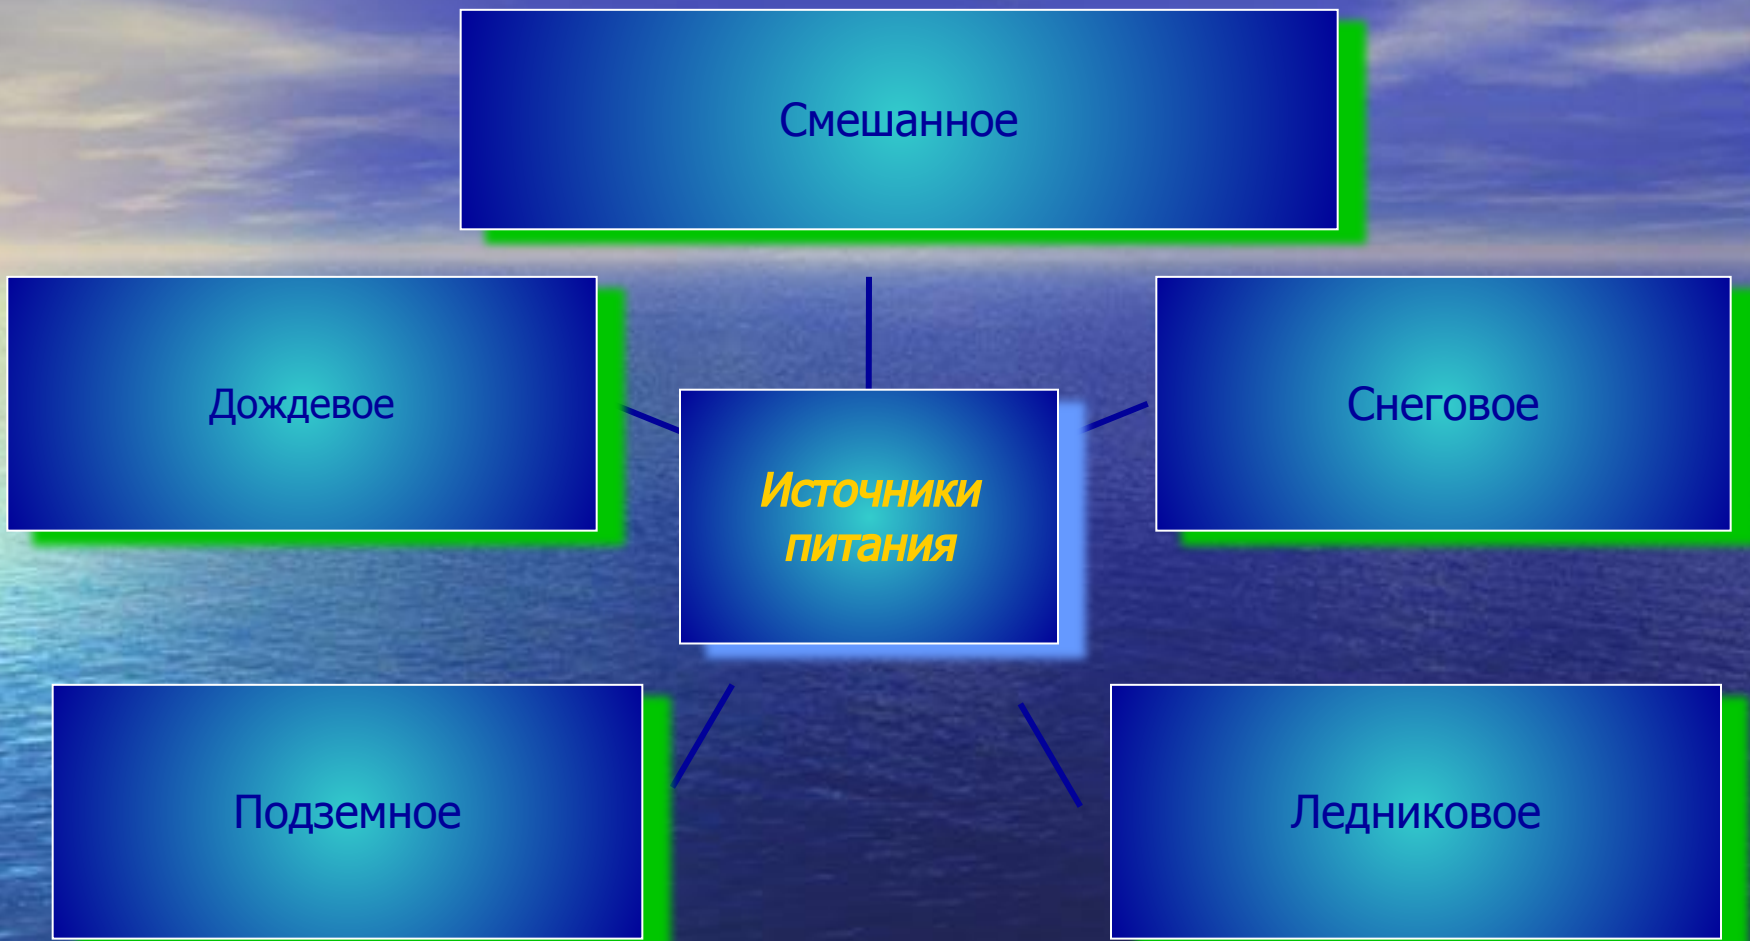 Смешанное
Дождевое
Снеговое
Источники
питания
Подземное
Ледниковое